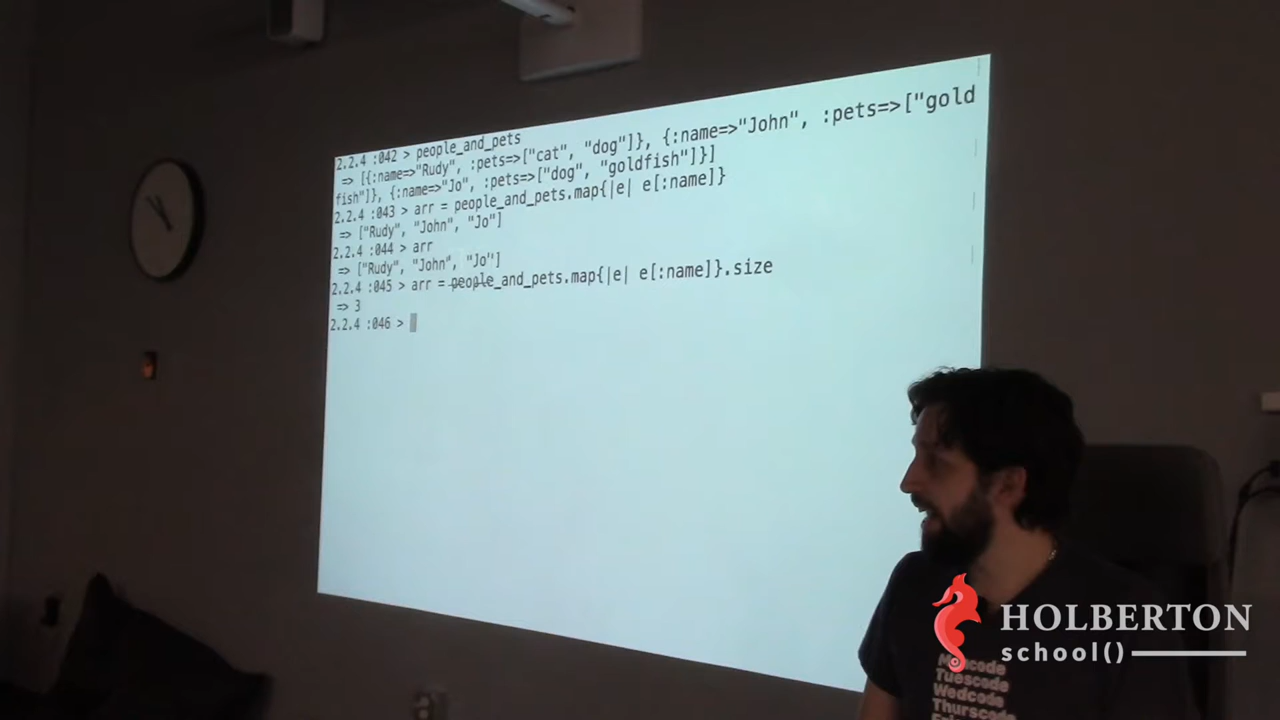 2.2.4 :042 > people_and_pets
=> [{:name=>"Rudy", :pets=>["cat", "dog"]}, {:name=>"John", :pets=>["gold
fish"]}, {:name=>"Jo", :pets=>["dog", "goldfish"]}]
2.2.4 :043 > arr = people_and_pets.map{|e| e[:name]}
=> ["Rudy", "John", "Jo"]
2.2.4 :044 > arr
=> ["Rudy", "John", "Jo"]
2.2.4 :045 > arr = people_and_pets.map{|e| e[:name]}.size
=> 3
2.2.4 :046 >
HOLBERTON
school()
Tuescode
Wedcode
Thurscode